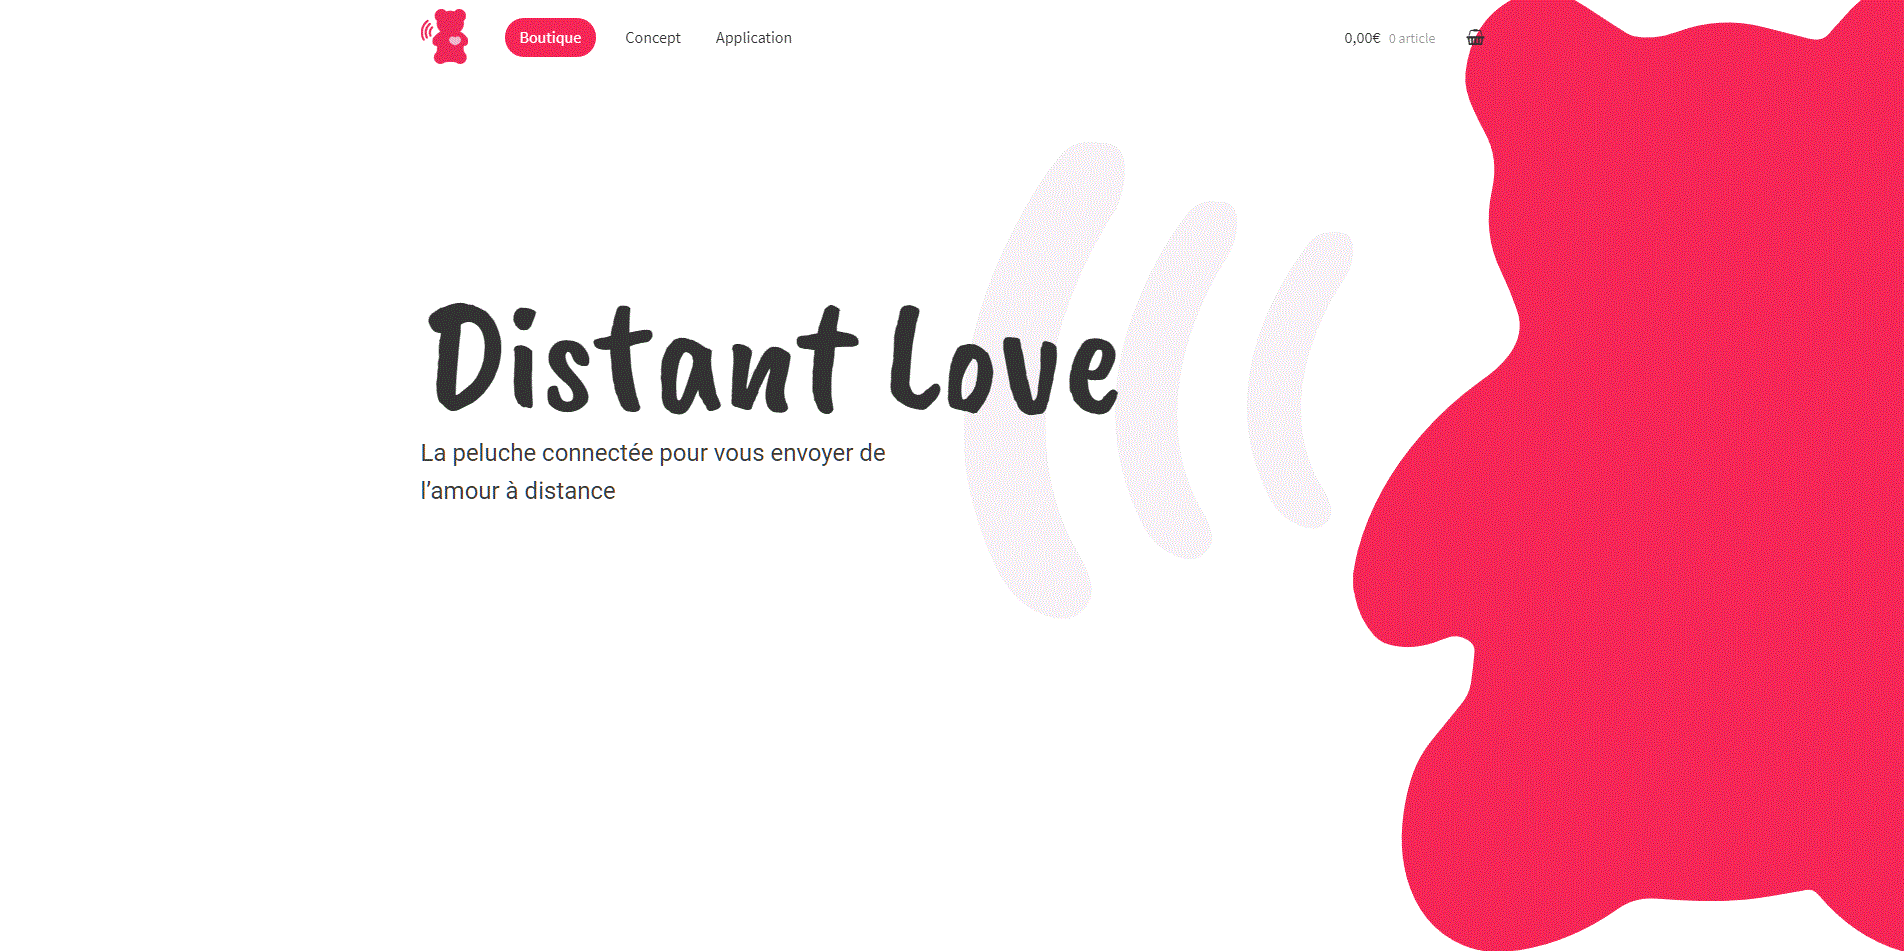 Boutique Concept Application 0,00€ 0 article
Distant Love
La peluche connectée pour vous envoyer de
l’amour à distance